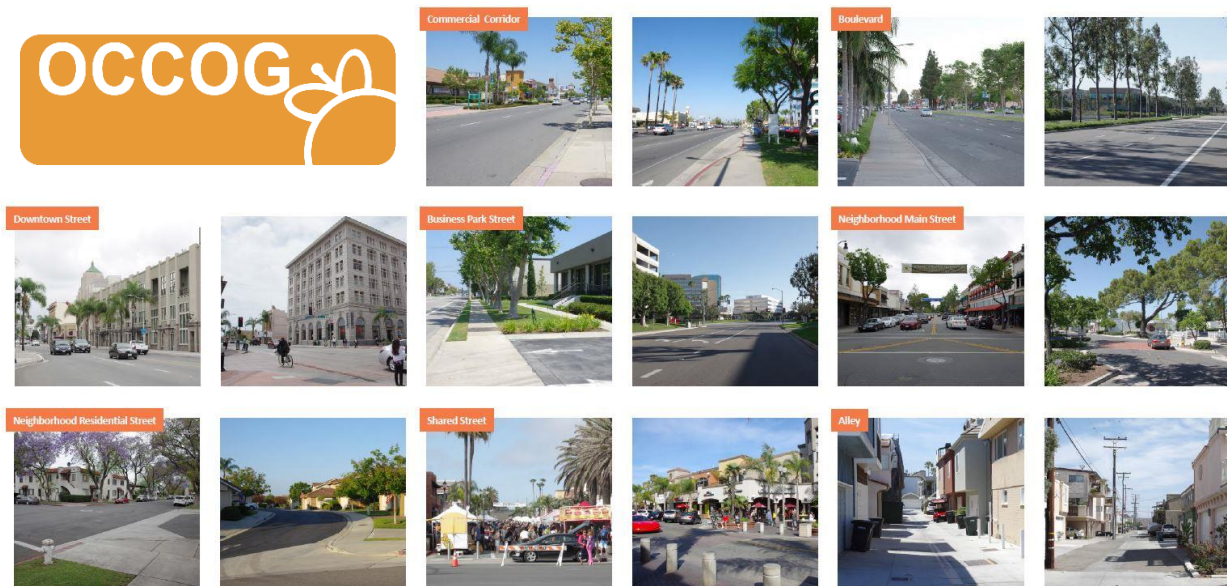 OCCOG
Commercial Corridor
Boulevard
Downtown Street
Business Park Street
Neighborhood Main Street
Neighborhood Residential Street
Shared Street
Alley